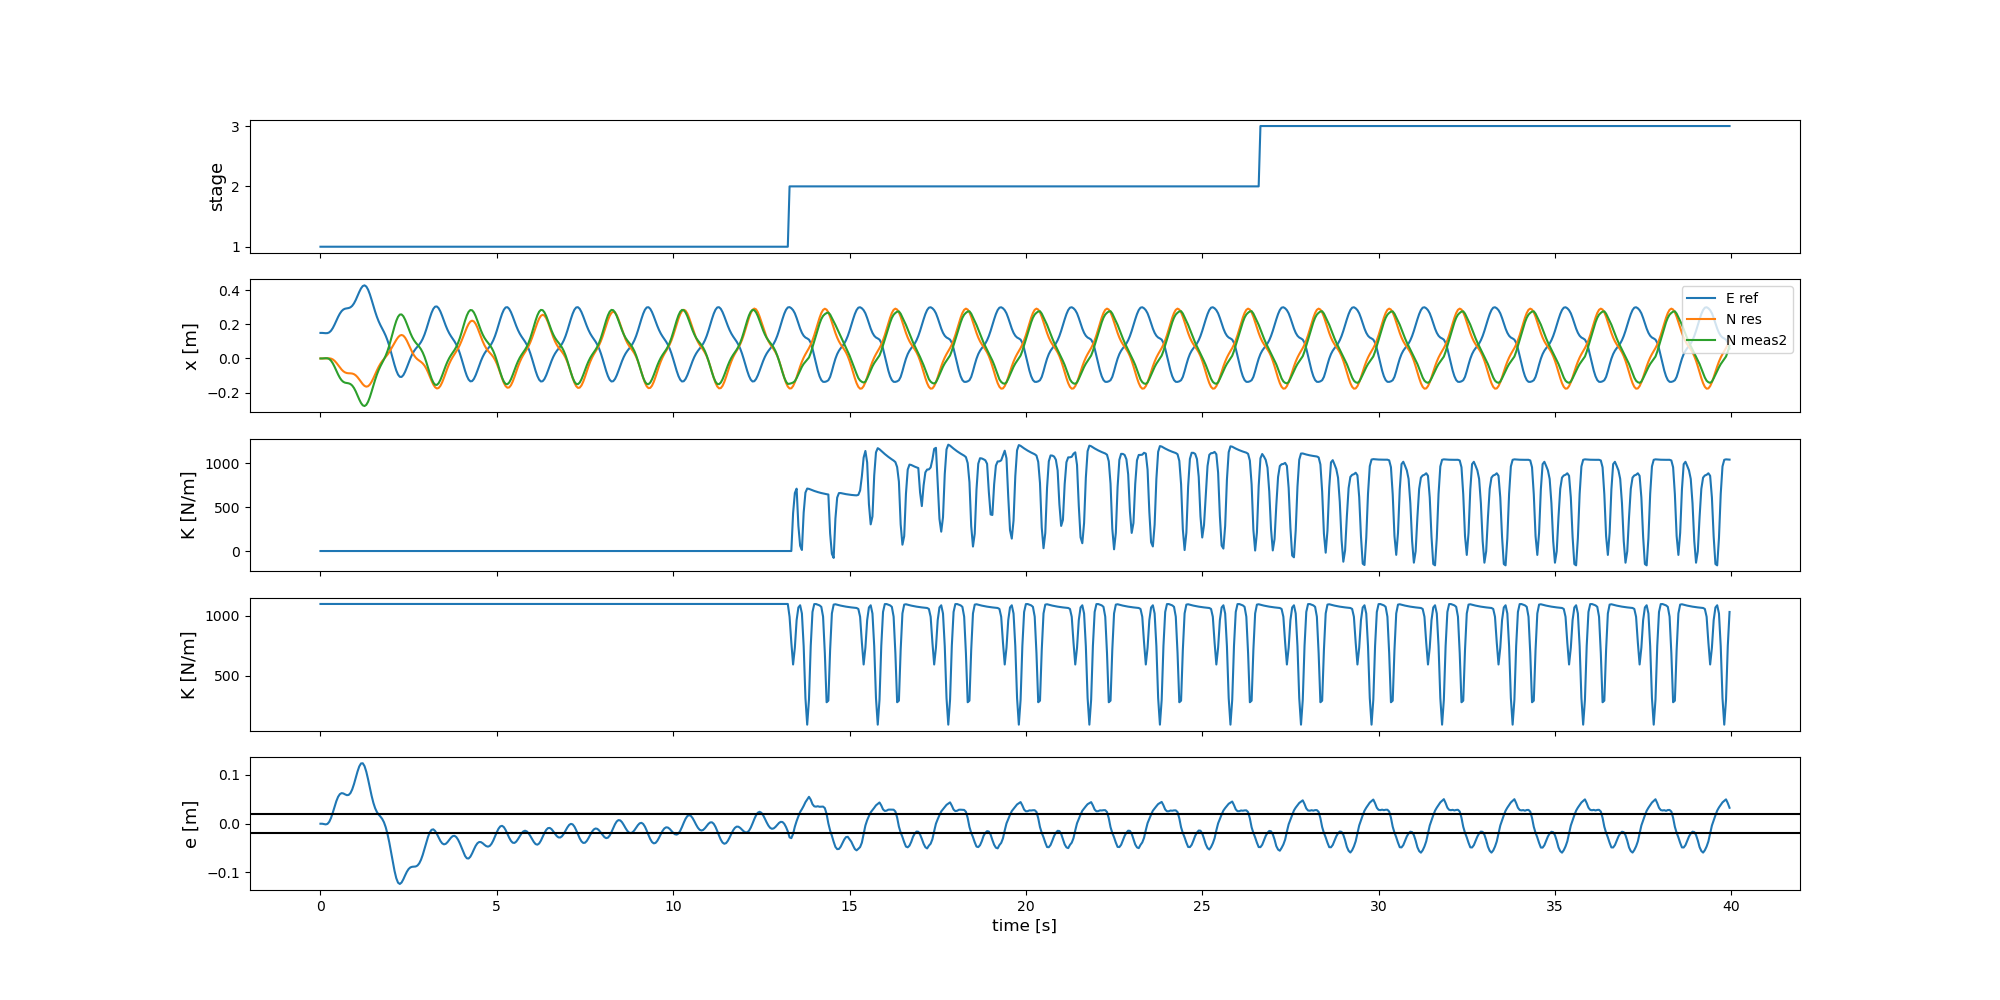 stage
3
2
1
x [m]
0.4
0.2
0.0
−0.2
E ref
N res
N meas2
K [N/m]
1000
500
0
K [N/m]
1000
500
e [m]
0.1
0.0
−0.1
0 5 10 15 20 25 30 35 40
time [s]